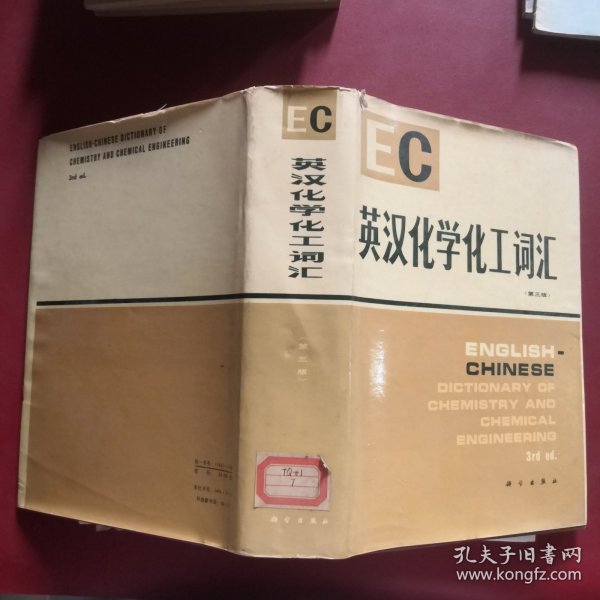 ENGLISH-CHINESE DICTIONARY OF
CHEMISTRY AND CHEMICAL ENGINEERING
3rd ed.
EC
英汉化学化工词汇
第三版
TQ+1
7
科学出版社
EC
英汉化学化工词汇
(第三版)
ENGLISH-
CHINESE
DICTIONARY OF
CHEMISTRY AND
CHEMICAL
ENGINEERING
3rd ed.
科学出版社
孔夫子旧书网
www.kongfz.com